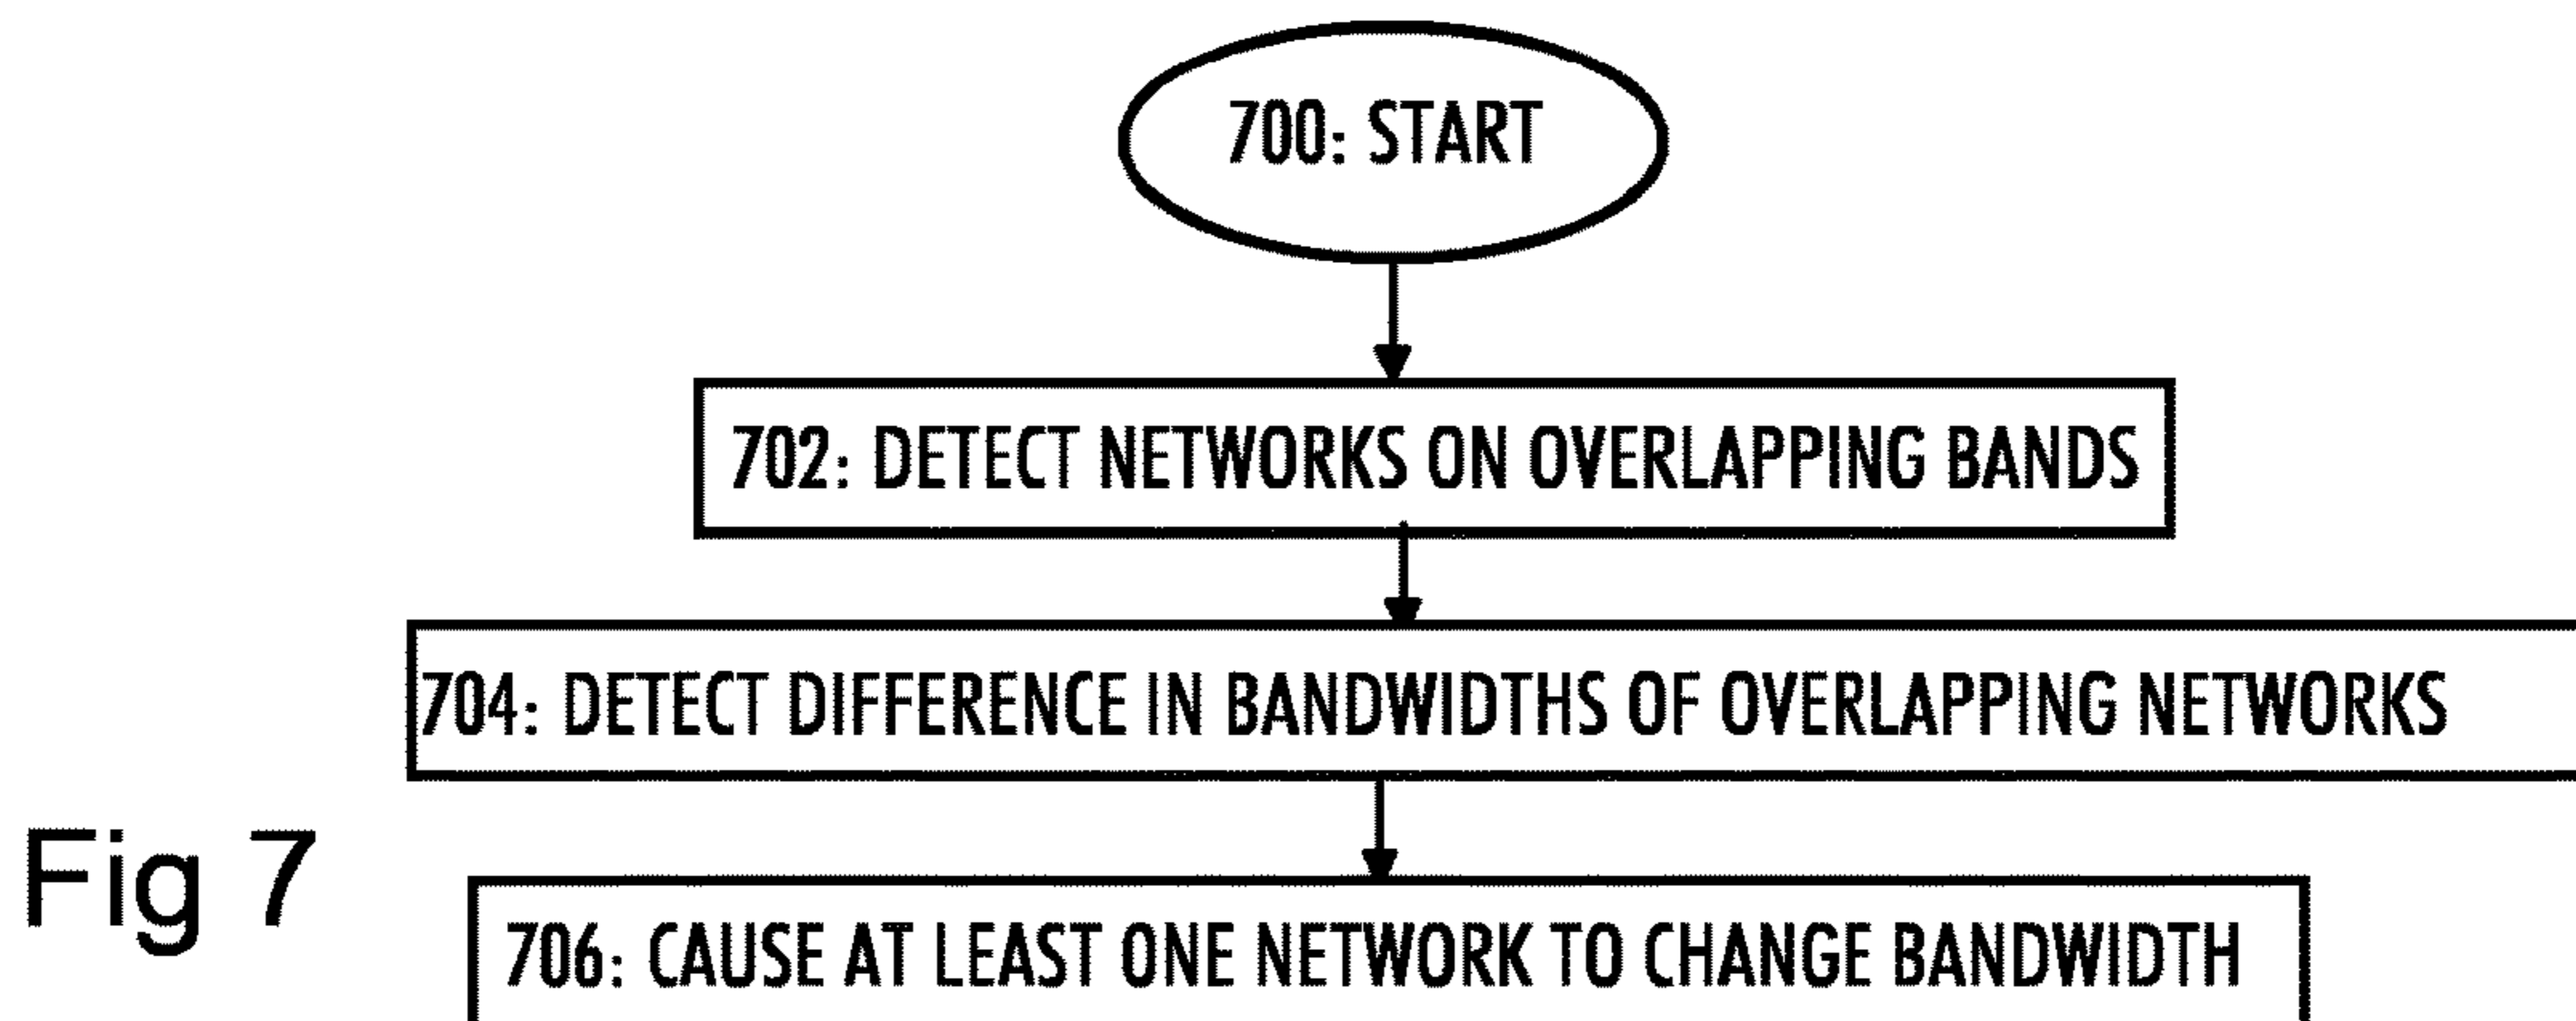 700: START
702: DETECT NETWORKS ON OVERLAPPING BANDS
704: DETECT DIFFERENCE IN BANDWIDTHS OF OVERLAPPING NETWORKS
Fig 7
706: CAUSE AT LEAST ONE NETWORK TO CHANGE BANDWIDTH